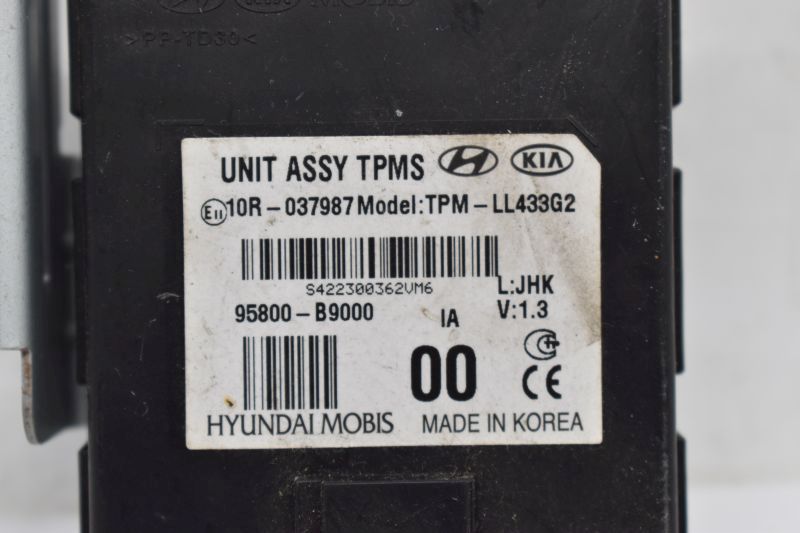 MOBIS
>PP-TD30<
UNIT ASSY TPMS KIA
E11 10R-037987 Model:TPM-LL433G2
S422300362VM6 L:JHK
95800-B9000 IA V:1.3
00 CE
HYUNDAI MOBIS MADE IN KOREA